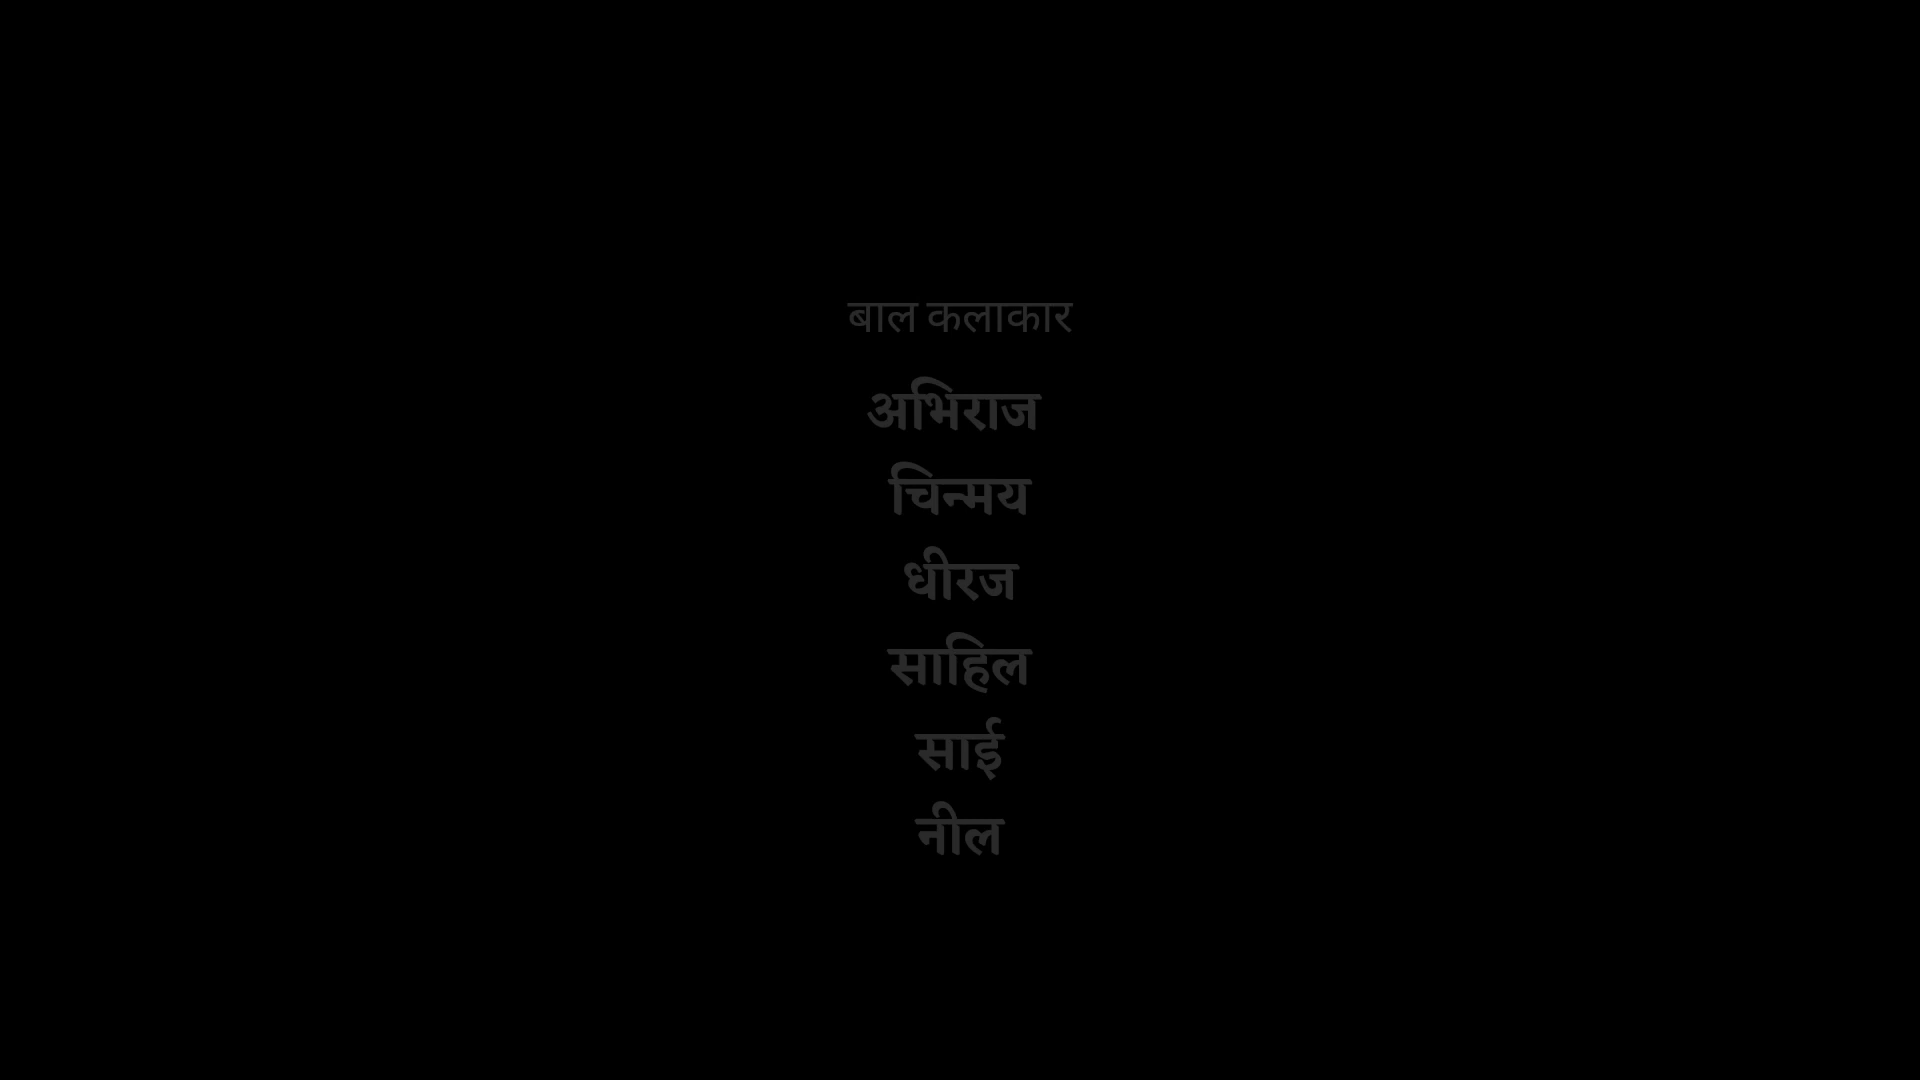 बाल कलाकार
अभिराज
चिन्मय
धीरज
साहिल
साई
नील